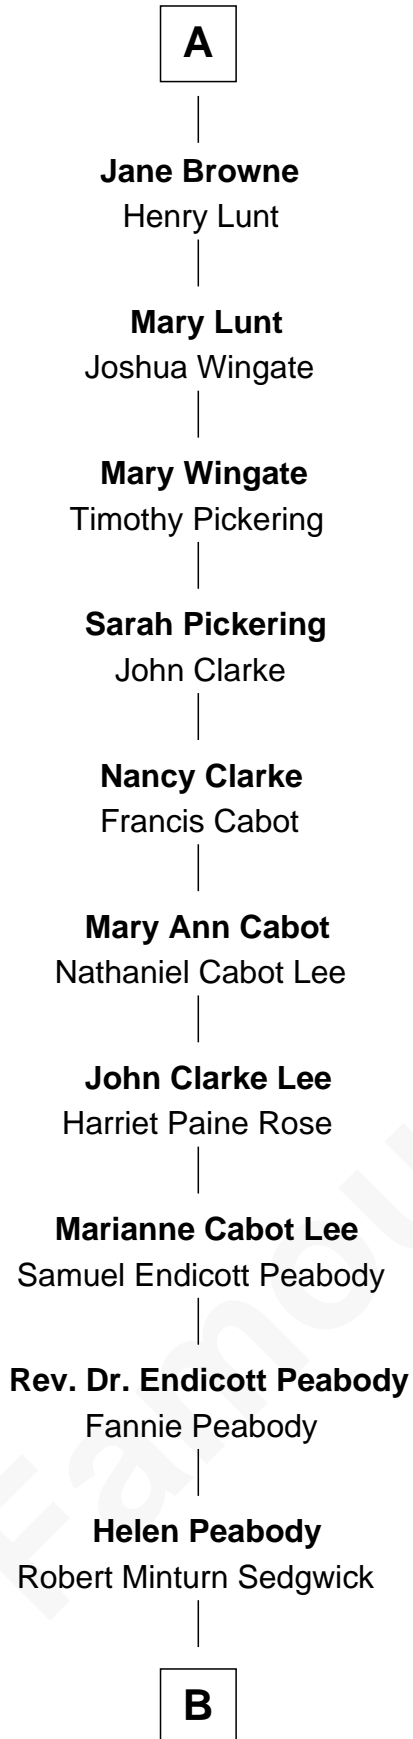 A
Jane Browne
Henry Lunt
Mary Lunt
Joshua Wingate
Mary Wingate
Timothy Pickering
Sarah Pickering
John Clarke
Nancy Clarke
Francis Cabot
Mary Ann Cabot
Nathaniel Cabot Lee
John Clarke Lee
Harriet Paine Rose
Marianne Cabot Lee
Samuel Endicott Peabody
Rev. Dr. Endicott Peabody
Fannie Peabody
Helen Peabody
Robert Minturn Sedgwick
B
Famou